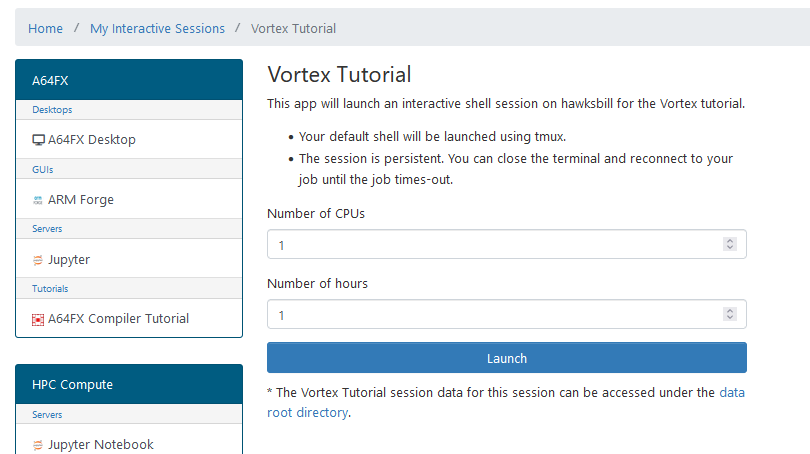 Home / My Interactive Sessions / Vortex Tutorial
A64FX
Desktops
A64FX Desktop
GUIs
ARM Forge
Servers
Jupyter
Tutorials
A64FX Compiler Tutorial
HPC Compute
Servers
Jupyter Notebook
Vortex Tutorial
This app will launch an interactive shell session on hawksbill for the Vortex tutorial.
• Your default shell will be launched using tmux.
• The session is persistent. You can close the terminal and reconnect to your
job until the job times-out.
Number of CPUs
1
Number of hours
1
Launch
* The Vortex Tutorial session data for this session can be accessed under the data
root directory.